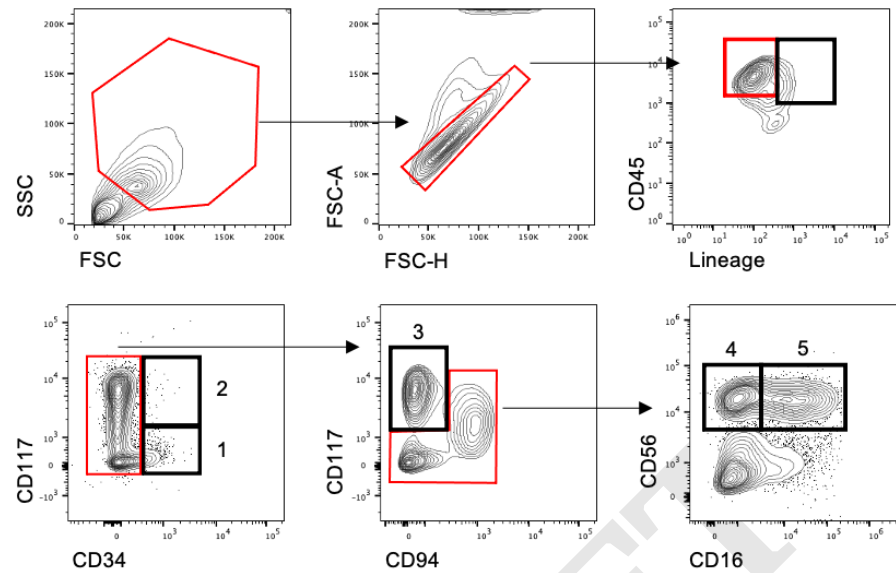 200K
150K
100K
50K
0
0
50K
100K
150K
200K
SSC
FSC
200K
150K
100K
50K
0
0
50K
100K
150K
200K
FSC-A
FSC-H
10^5
10^4
10^3
10^2
10^1
10^0
10^0
10^1
10^2
10^3
10^4
10^5
CD45
Lineage
10^5
10^4
10^3
0
-10^3
0
10^3
10^4
10^5
2
1
CD117
CD34
3
10^5
10^4
10^3
0
-10^3
0
10^3
10^4
10^5
CD117
CD94
10^6
10^5
10^4
10^3
0
0
10^3
10^4
10^5
4
5
CD56
CD16